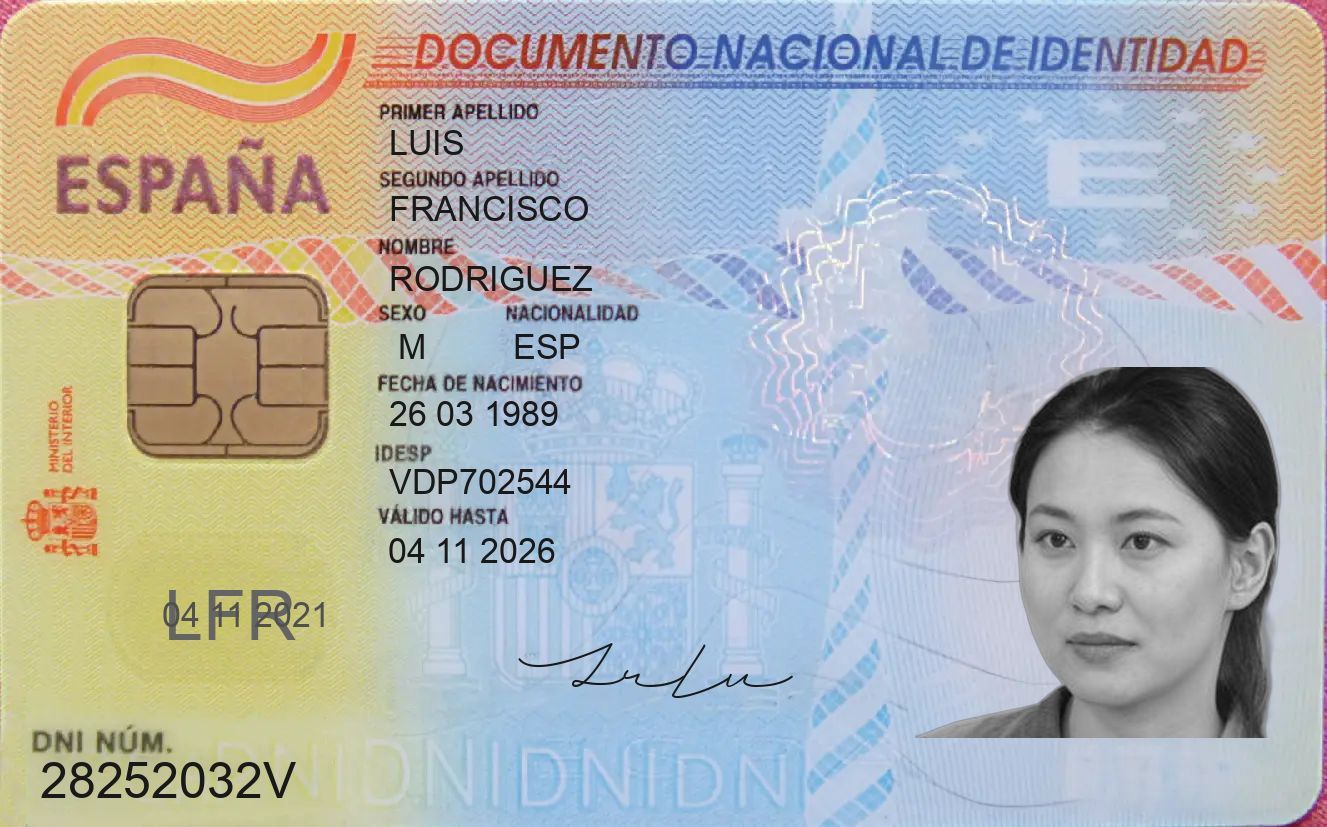 DOCUMENTO NACIONAL DE IDENTIDAD
ESPAÑA
PRIMER APELLIDO
LUIS
SEGUNDO APELLIDO
FRANCISCO
NOMBRE
RODRIGUEZ
SEXO NACIONALIDAD
M ESP
FECHA DE NACIMIENTO
26 03 1989
IDESP
VDP702544
VÁLIDO HASTA
04 11 2026
MINISTERIO
DEL INTERIOR
E
LFR
04 11 2021
DNI NÚM.
28252032V
DNIDNIDNIDNI